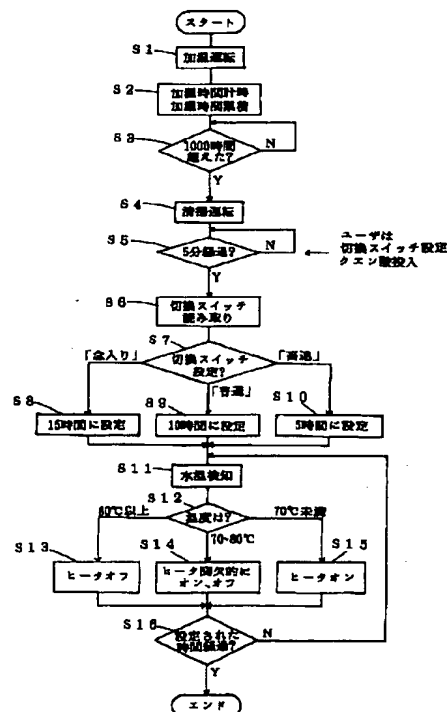 スタート
S1
加湿運転
S2
加湿時間計時
加湿時間累積
S3
1000時間
超えた?
N
Y
S4
清掃運転
S5
5分経過?
N
Y
ユーザは
切換スイッチ設定
クエン酸投入
S6
切換スイッチ
読み取り
S7
切換スイッチ
設定?
「念入り」
「普通」
「高速」
S8
15時間に設定
S9
10時間に設定
S10
5時間に設定
S11
水温検知
S12
温度は?
80℃以上
70~80℃
70℃未満
S13
ヒータオフ
S14
ヒータ間欠的に
オン、オフ
S15
ヒータオン
S16
設定された
時間経過?
N
Y
エンド